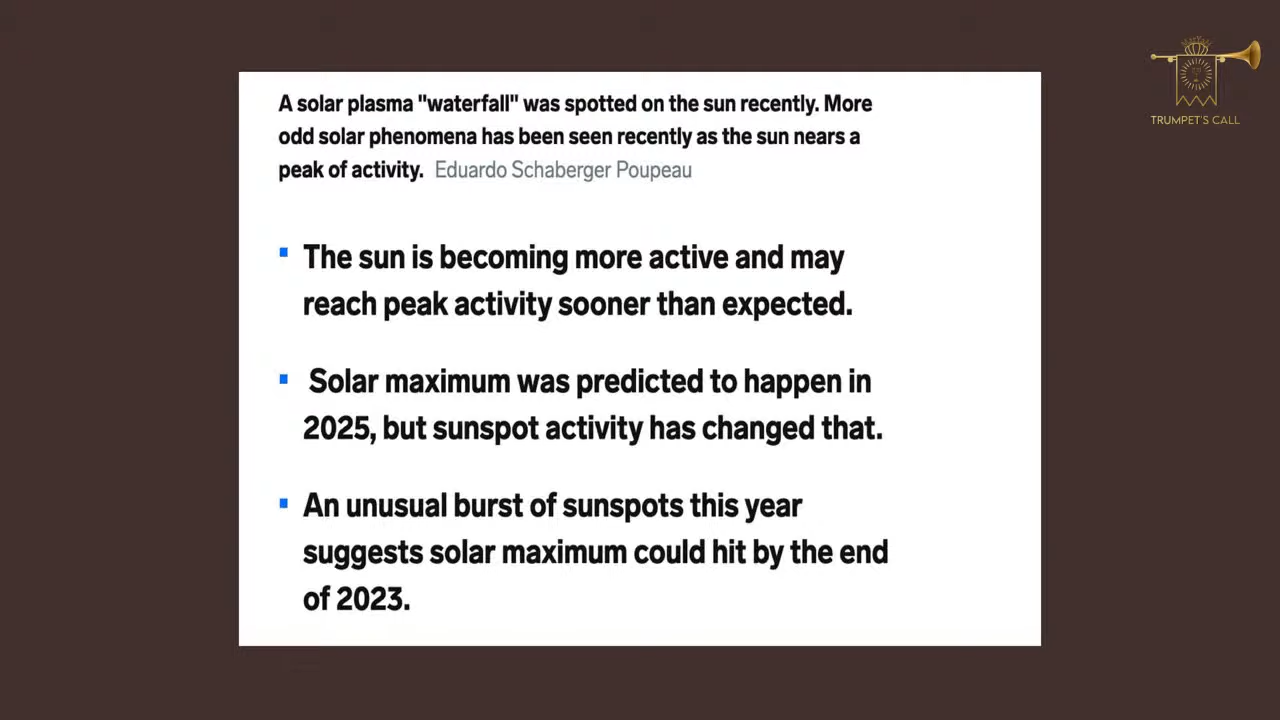 TRUMPET'S CALL
A solar plasma "waterfall" was spotted on the sun recently. More
odd solar phenomena has been seen recently as the sun nears a
peak of activity. Eduardo Schaberger Poupeau
The sun is becoming more active and may
reach peak activity sooner than expected.
Solar maximum was predicted to happen in
2025, but sunspot activity has changed that.
An unusual burst of sunspots this year
suggests solar maximum could hit by the end
of 2023.